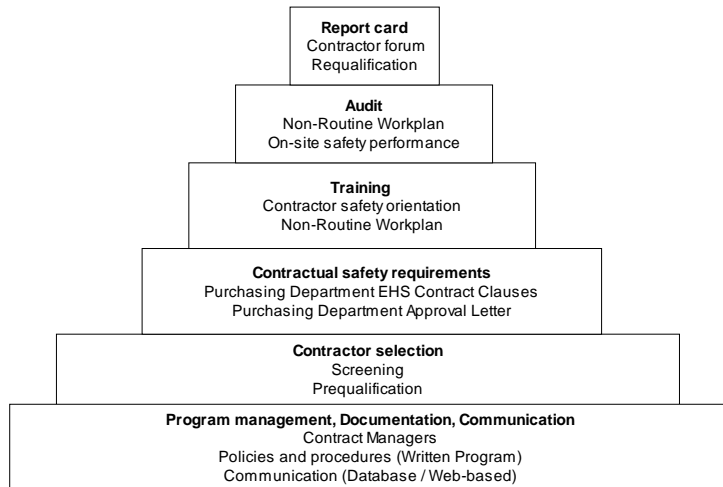 Report card
Contractor forum
Requalification
Audit
Non-Routine Workplan
On-site safety performance
Training
Contractor safety orientation
Non-Routine Workplan
Contractual safety requirements
Purchasing Department EHS Contract Clauses
Purchasing Department Approval Letter
Contractor selection
Screening
Prequalification
Program management, Documentation, Communication
Contract Managers
Policies and procedures (Written Program)
Communication (Database / Web-based)